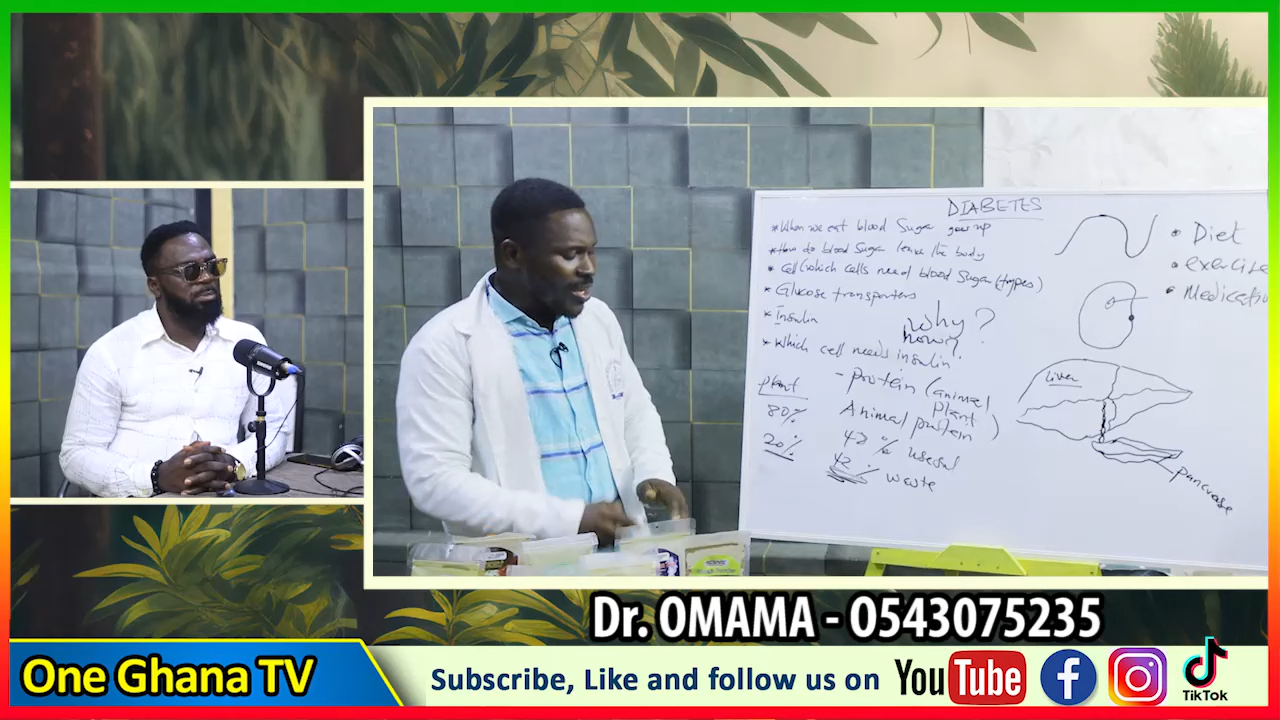 DIABETES
* When we eat blood Sugar goes up
* How do blood Sugar leave the body
* Cell (which cells need blood Sugar (types)
* Glucose transporters
* Insulin
* Which cell needs insulin
Why ?
how ?
plant
80%
20%
- protein (animal
plant
Animal protein )
42 %
42 %
waste
• Diet
• exercise
• Medicatio
liver
pancrase
Dr. OMAMA - 0543075235
One Ghana TV
Subscribe, Like and follow us on YouTube
TikTok